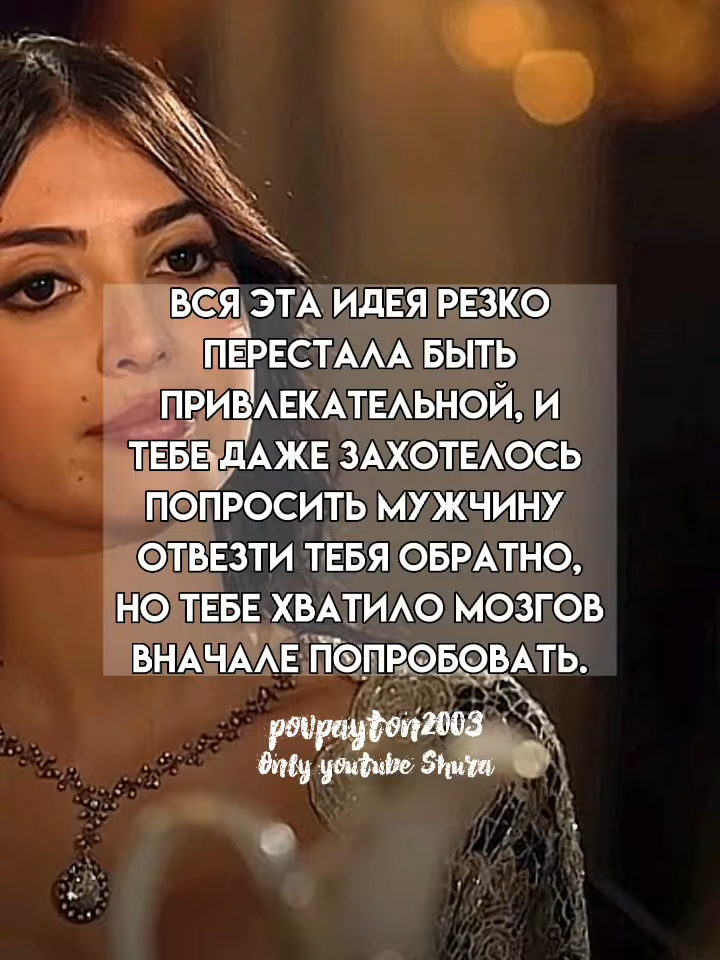 ВСЯ ЭТА ИДЕЯ РЕЗКО
ПЕРЕСТАЛА БЫТЬ
ПРИВЛЕКАТЕЛЬНОЙ, И
ТЕБЕ ДАЖЕ ЗАХОТЕЛОСЬ
ПОПРОСИТЬ МУЖЧИНУ
ОТВЕЗТИ ТЕБЯ ОБРАТНО,
НО ТЕБЕ ХВАТИЛО МОЗГОВ
ВНАЧАЛЕ ПОПРОБОВАТЬ.
povpayton2003
Only youtube Shura